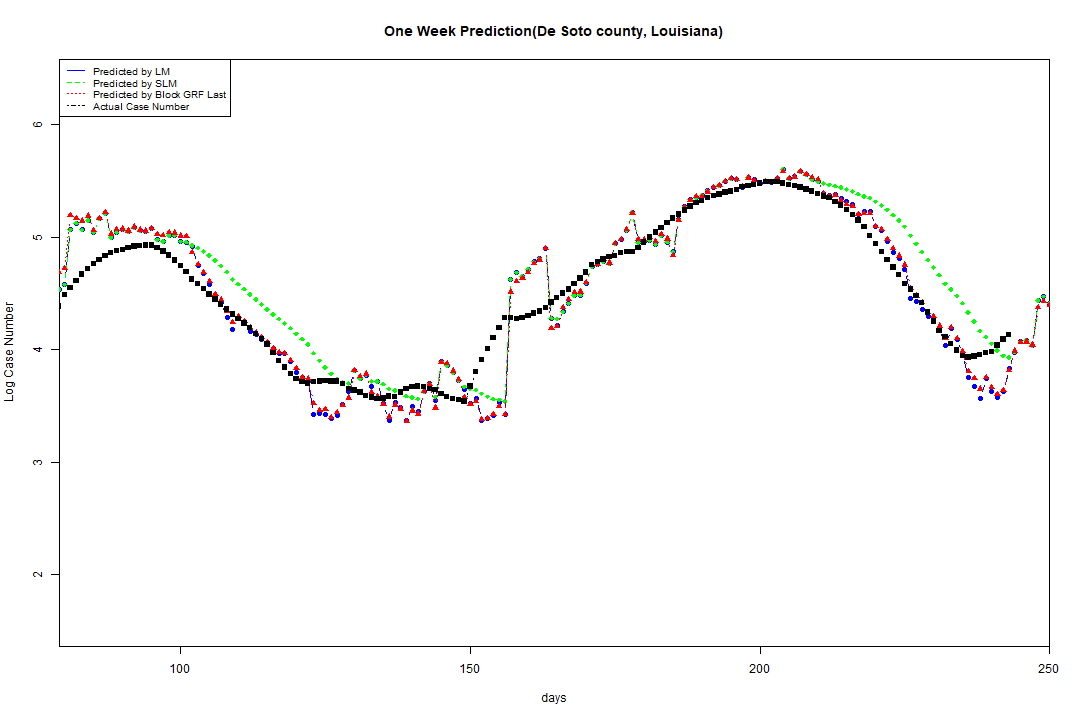 One Week Prediction(De Soto county, Louisiana)
Predicted by LM
Predicted by SLM
Predicted by Block GRF Last
Actual Case Number
6
5
4
3
2
Log Case Number
100
150
200
250
days